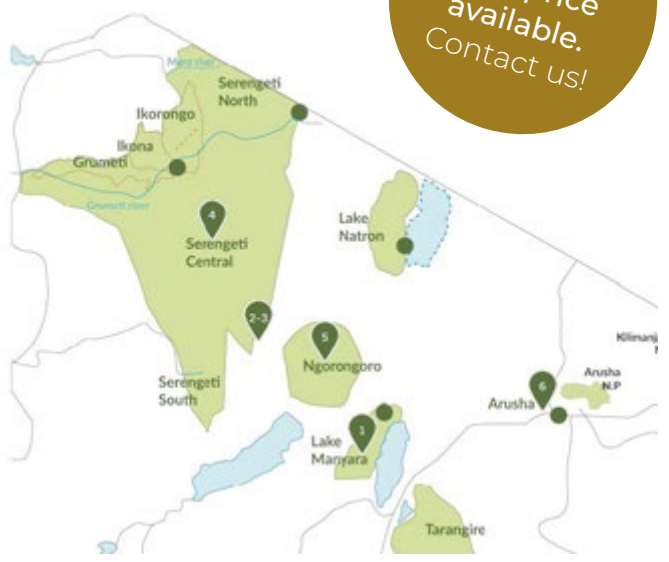 available.
Contact us!
Mara river
Serengeti
North
Ikorongo
Ikona
Grumeti
Grumeti river
4
Serengeti
Central
Lake
Natron
2-3
5
Ngorongoro
Serengeti
South
6
Arusha
Arusha
N.P
1
Lake
Manyara
Tarangire